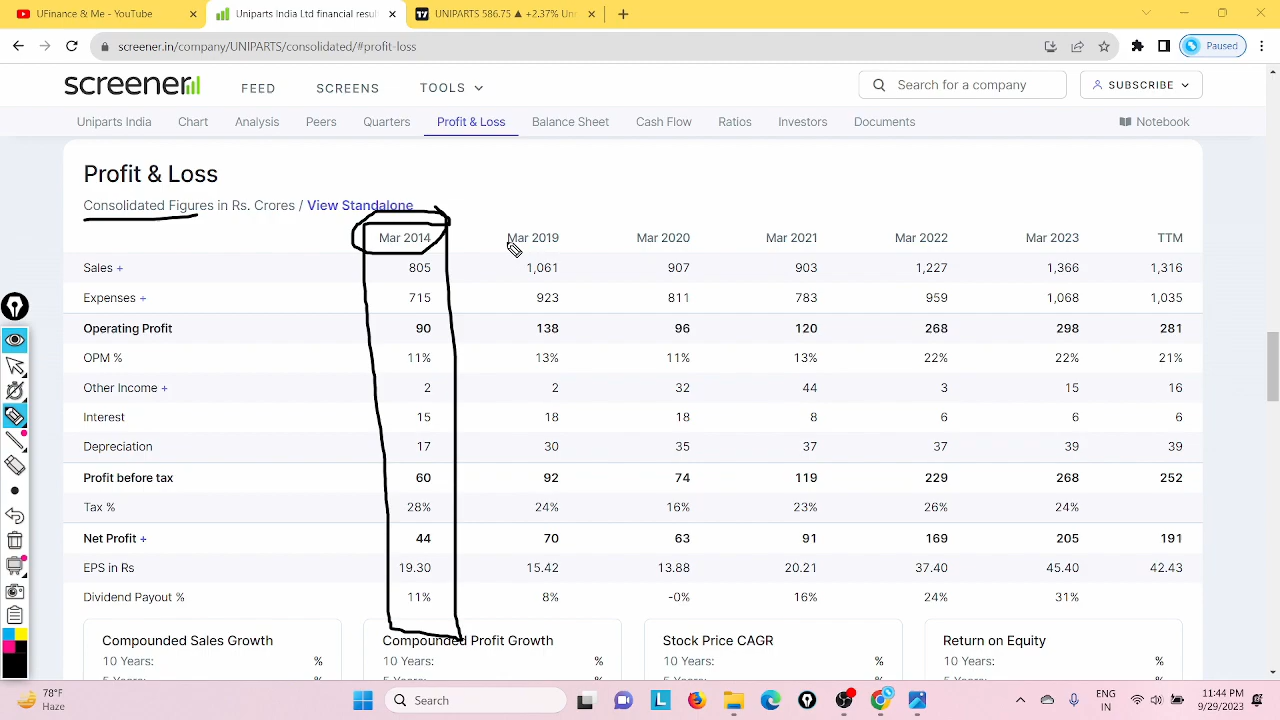 UFinance & Me - YouTube
Uniparts India Ltd financial result
UNIPARTS 586.75 ▲ +2.37% Un
screener.in/company/UNIPARTS/consolidated/#profit-loss
Paused
screener
FEED SCREENS TOOLS
Search for a company
SUBSCRIBE
Uniparts India Chart Analysis Peers Quarters Profit & Loss Balance Sheet Cash Flow Ratios Investors Documents Notebook
Profit & Loss
Consolidated Figures in Rs. Crores / View Standalone
Mar 2014 Mar 2019 Mar 2020 Mar 2021 Mar 2022 Mar 2023 TTM
Sales + 805 1,061 907 903 1,227 1,366 1,316
Expenses + 715 923 811 783 959 1,068 1,035
Operating Profit 90 138 96 120 268 298 281
OPM % 11% 13% 11% 13% 22% 22% 21%
Other Income + 2 2 32 44 3 15 16
Interest 15 18 18 8 6 6 6
Depreciation 17 30 35 37 37 39 39
Profit before tax 60 92 74 119 229 268 252
Tax % 28% 24% 16% 23% 26% 24%
Net Profit + 44 70 63 91 169 205 191
EPS in Rs 19.30 15.42 13.88 20.21 37.40 45.40 42.43
Dividend Payout % 11% 8% -0% 16% 24% 31%
Compounded Sales Growth Compounded Profit Growth Stock Price CAGR Return on Equity
10 Years: % 10 Years: % 10 Years: % 10 Years: %
78°F
Haze
Search
ENG
IN
11:44 PM
9/29/2023